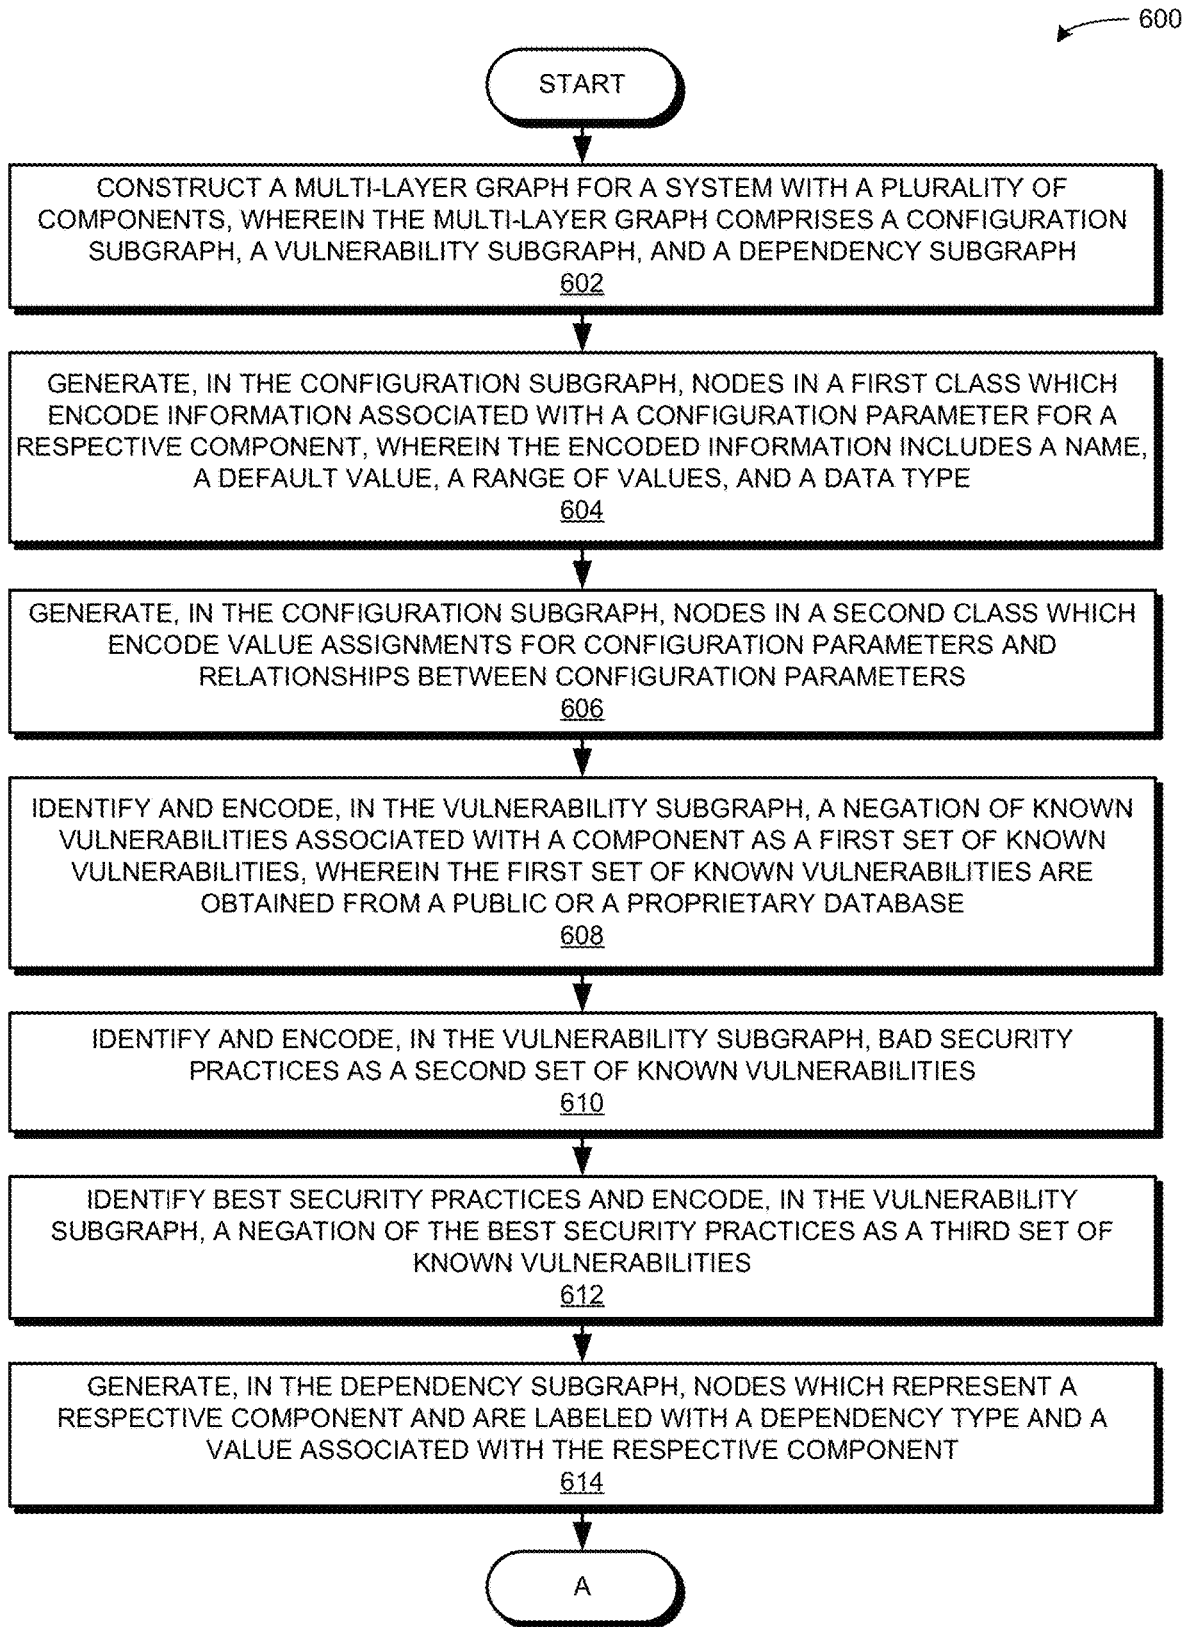 600
START
CONSTRUCT A MULTI-LAYER GRAPH FOR A SYSTEM WITH A PLURALITY OF
COMPONENTS, WHEREIN THE MULTI-LAYER GRAPH COMPRISES A CONFIGURATION
SUBGRAPH, A VULNERABILITY SUBGRAPH, AND A DEPENDENCY SUBGRAPH
602
GENERATE, IN THE CONFIGURATION SUBGRAPH, NODES IN A FIRST CLASS WHICH
ENCODE INFORMATION ASSOCIATED WITH A CONFIGURATION PARAMETER FOR A
RESPECTIVE COMPONENT, WHEREIN THE ENCODED INFORMATION INCLUDES A NAME,
A DEFAULT VALUE, A RANGE OF VALUES, AND A DATA TYPE
604
GENERATE, IN THE CONFIGURATION SUBGRAPH, NODES IN A SECOND CLASS WHICH
ENCODE VALUE ASSIGNMENTS FOR CONFIGURATION PARAMETERS AND
RELATIONSHIPS BETWEEN CONFIGURATION PARAMETERS
606
IDENTIFY AND ENCODE, IN THE VULNERABILITY SUBGRAPH, A NEGATION OF KNOWN
VULNERABILITIES ASSOCIATED WITH A COMPONENT AS A FIRST SET OF KNOWN
VULNERABILITIES, WHEREIN THE FIRST SET OF KNOWN VULNERABILITIES ARE
OBTAINED FROM A PUBLIC OR A PROPRIETARY DATABASE
608
IDENTIFY AND ENCODE, IN THE VULNERABILITY SUBGRAPH, BAD SECURITY
PRACTICES AS A SECOND SET OF KNOWN VULNERABILITIES
610
IDENTIFY BEST SECURITY PRACTICES AND ENCODE, IN THE VULNERABILITY
SUBGRAPH, A NEGATION OF THE BEST SECURITY PRACTICES AS A THIRD SET OF
KNOWN VULNERABILITIES
612
GENERATE, IN THE DEPENDENCY SUBGRAPH, NODES WHICH REPRESENT A
RESPECTIVE COMPONENT AND ARE LABELED WITH A DEPENDENCY TYPE AND A
VALUE ASSOCIATED WITH THE RESPECTIVE COMPONENT
614
A